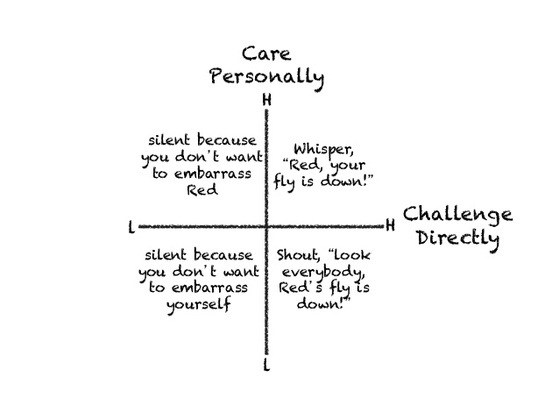 Care
Personally
H
silent because
you don't want
to embarrass
Red
Whisper,
"Red, your
fly is down!"
L
H
Challenge
Directly
silent because
you don't want
to embarrass
yourself
Shout, "look
everybody,
Red's fly is
down!"
L